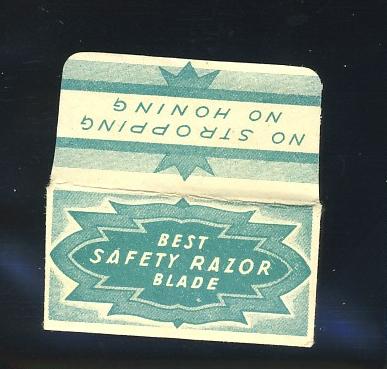 NO STROPPING
NO HONING
BEST
SAFETY RAZOR
BLADE